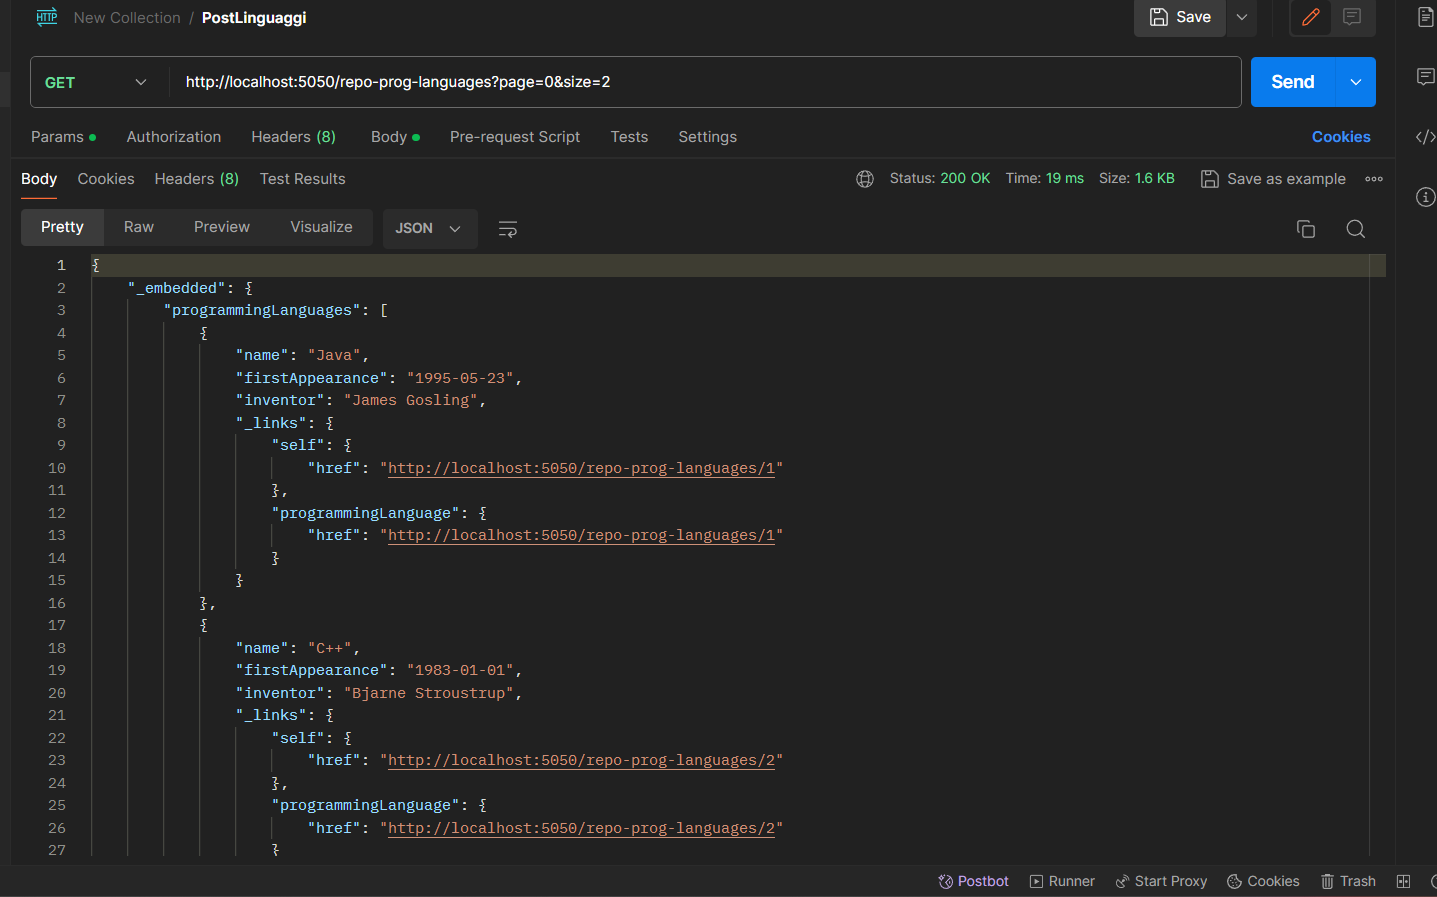 HTTP New Collection / PostLinguaggi Save
GET http://localhost:5050/repo-prog-languages?page=0&size=2 Send
Params Authorization Headers (8) Body Pre-request Script Tests Settings Cookies
Body Cookies Headers (8) Test Results Status: 200 OK Time: 19 ms Size: 1.6 KB Save as example
Pretty Raw Preview Visualize JSON
1 {
2 "_embedded": {
3 "programmingLanguages": [
4 {
5 "name": "Java",
6 "firstAppearance": "1995-05-23",
7 "inventor": "James Gosling",
8 "_links": {
9 "self": {
10 "href": "http://localhost:5050/repo-prog-languages/1"
11 },
12 "programmingLanguage": {
13 "href": "http://localhost:5050/repo-prog-languages/1"
14 }
15 }
16 },
17 {
18 "name": "C++",
19 "firstAppearance": "1983-01-01",
20 "inventor": "Bjarne Stroustrup",
21 "_links": {
22 "self": {
23 "href": "http://localhost:5050/repo-prog-languages/2"
24 },
25 "programmingLanguage": {
26 "href": "http://localhost:5050/repo-prog-languages/2"
27 }
Postbot Runner Start Proxy Cookies Trash